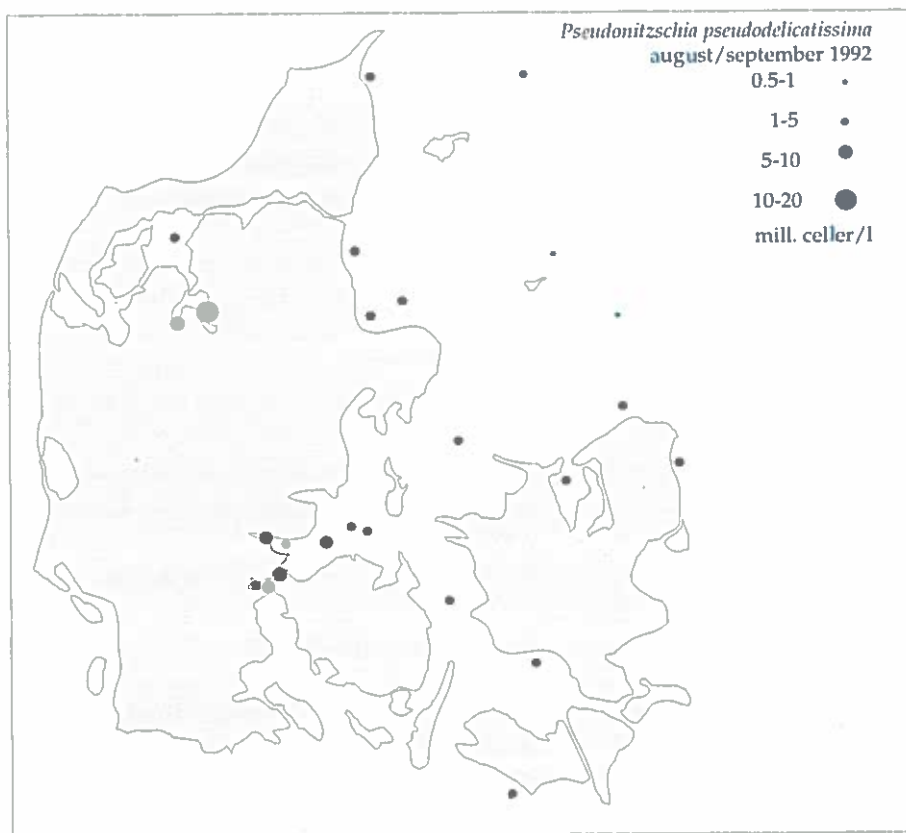 Pseudonitzschia pseudodelicatissima
august/september 1992
0.5-1
1-5
5-10
10-20
mill. celler/l